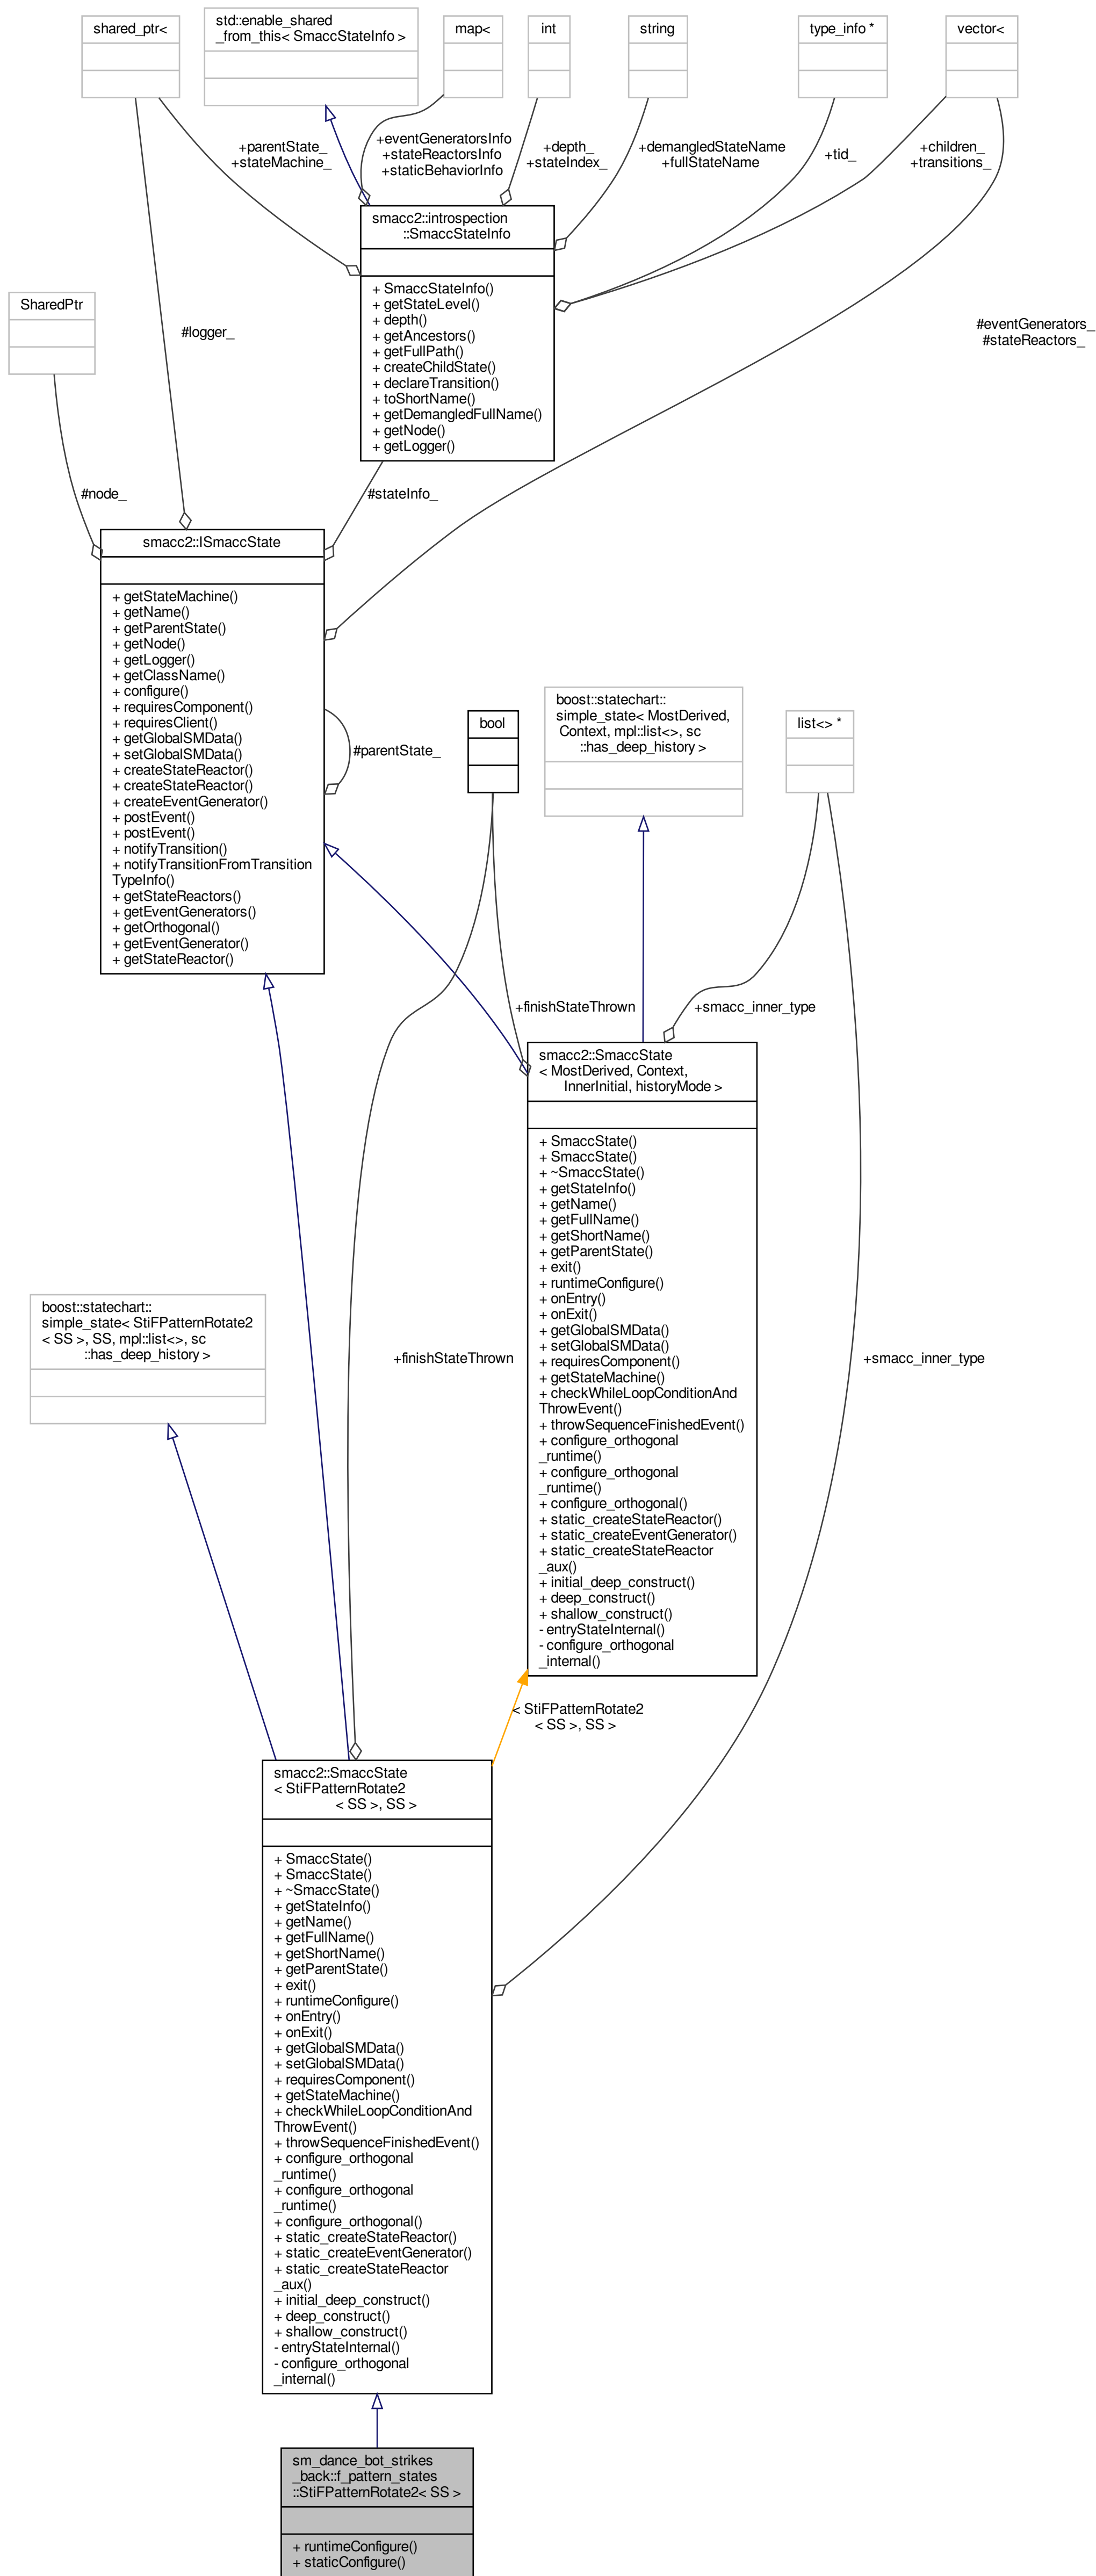 shared_ptr<
std::enable_shared
_from_this< SmaccStateInfo >
map<
int
string
type_info *
vector<
+parentState_
+stateMachine_
+eventGeneratorsInfo
+stateReactorsInfo
+staticBehaviorInfo
+depth_
+stateIndex_
+demangledStateName
+fullStateName
+tid_
+children_
+transitions_
smacc2::introspection
::SmaccStateInfo
+ SmaccStateInfo()
+ getStateLevel()
+ depth()
+ getAncestors()
+ getFullPath()
+ createChildState()
+ declareTransition()
+ toShortName()
+ getDemangledFullName()
+ getNode()
+ getLogger()
SharedPtr
#logger_
#eventGenerators_
#stateReactors_
#node_
#stateInfo_
smacc2::ISmaccState
+ getStateMachine()
+ getName()
+ getParentState()
+ getNode()
+ getLogger()
+ getClassName()
+ configure()
+ requiresComponent()
+ requiresClient()
+ getGlobalSMData()
+ setGlobalSMData()
+ createStateReactor()
+ createStateReactor()
+ createEventGenerator()
+ postEvent()
+ postEvent()
+ notifyTransition()
+ notifyTransitionFromTransition
TypeInfo()
+ getStateReactors()
+ getEventGenerators()
+ getOrthogonal()
+ getEventGenerator()
+ getStateReactor()
#parentState_
bool
boost::statechart::
simple_state< MostDerived,
Context, mpl::list<>, sc
::has_deep_history >
list<> *
+finishStateThrown
+smacc_inner_type
smacc2::SmaccState
< MostDerived, Context,
InnerInitial, historyMode >
+ SmaccState()
+ SmaccState()
+ ~SmaccState()
+ getStateInfo()
+ getName()
+ getFullName()
+ getShortName()
+ getParentState()
+ exit()
+ runtimeConfigure()
+ onEntry()
+ onExit()
+ getGlobalSMData()
+ setGlobalSMData()
+ requiresComponent()
+ getStateMachine()
+ checkWhileLoopConditionAnd
ThrowEvent()
+ throwSequenceFinishedEvent()
+ configure_orthogonal
_runtime()
+ configure_orthogonal
_runtime()
+ configure_orthogonal()
+ static_createStateReactor()
+ static_createEventGenerator()
+ static_createStateReactor
_aux()
+ initial_deep_construct()
+ deep_construct()
+ shallow_construct()
- entryStateInternal()
- configure_orthogonal
_internal()
boost::statechart::
simple_state< StiFPatternRotate2
< SS >, SS, mpl::list<>, sc
::has_deep_history >
+finishStateThrown
+smacc_inner_type
< StiFPatternRotate2
< SS >, SS >
smacc2::SmaccState
< StiFPatternRotate2
< SS >, SS >
+ SmaccState()
+ SmaccState()
+ ~SmaccState()
+ getStateInfo()
+ getName()
+ getFullName()
+ getShortName()
+ getParentState()
+ exit()
+ runtimeConfigure()
+ onEntry()
+ onExit()
+ getGlobalSMData()
+ setGlobalSMData()
+ requiresComponent()
+ getStateMachine()
+ checkWhileLoopConditionAnd
ThrowEvent()
+ throwSequenceFinishedEvent()
+ configure_orthogonal
_runtime()
+ configure_orthogonal
_runtime()
+ configure_orthogonal()
+ static_createStateReactor()
+ static_createEventGenerator()
+ static_createStateReactor
_aux()
+ initial_deep_construct()
+ deep_construct()
+ shallow_construct()
- entryStateInternal()
- configure_orthogonal
_internal()
sm_dance_bot_strikes
_back::f_pattern_states
::StiFPatternRotate2< SS >
+ runtimeConfigure()
+ staticConfigure()